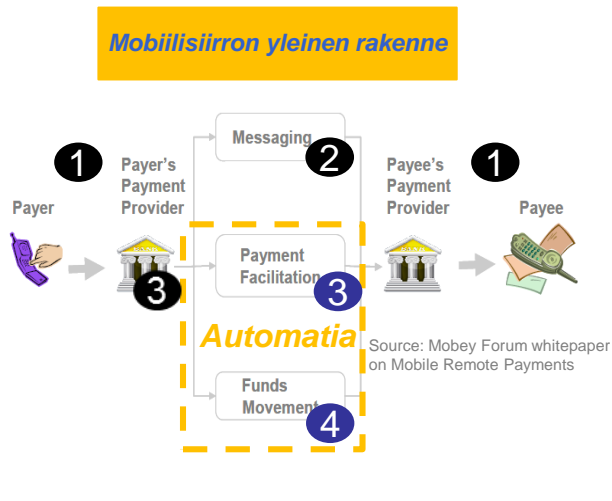 Mobiilisiirron yleinen rakenne
Messaging
2
1
Payer's
Payment
Provider
Payee's
Payment
Provider
1
Payer
Payee
3
Payment
Facilitation
3
Automatia
Source: Mobey Forum whitepaper
on Mobile Remote Payments
Funds
Movement
4